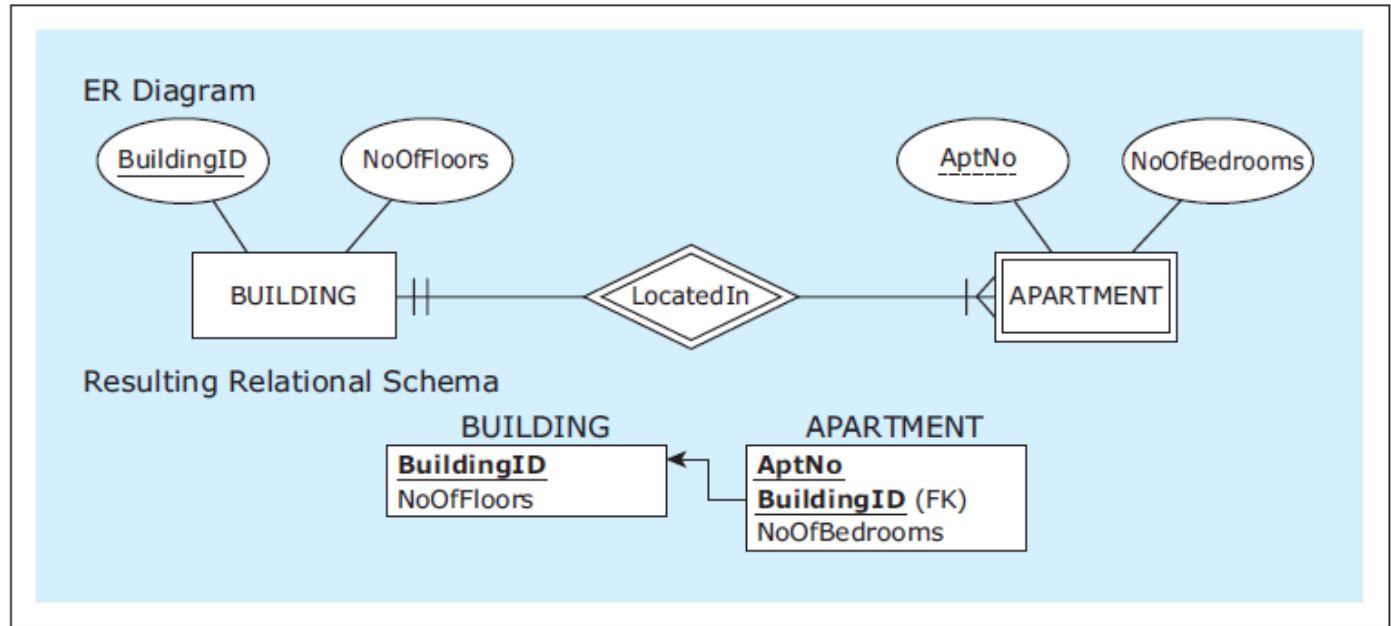 ER Diagram
BuildingID
NoOfFloors
AptNo
NoOfBedrooms
BUILDING
LocatedIn
APARTMENT
Resulting Relational Schema
BUILDING
BuildingID
NoOfFloors
APARTMENT
AptNo
BuildingID (FK)
NoOfBedrooms